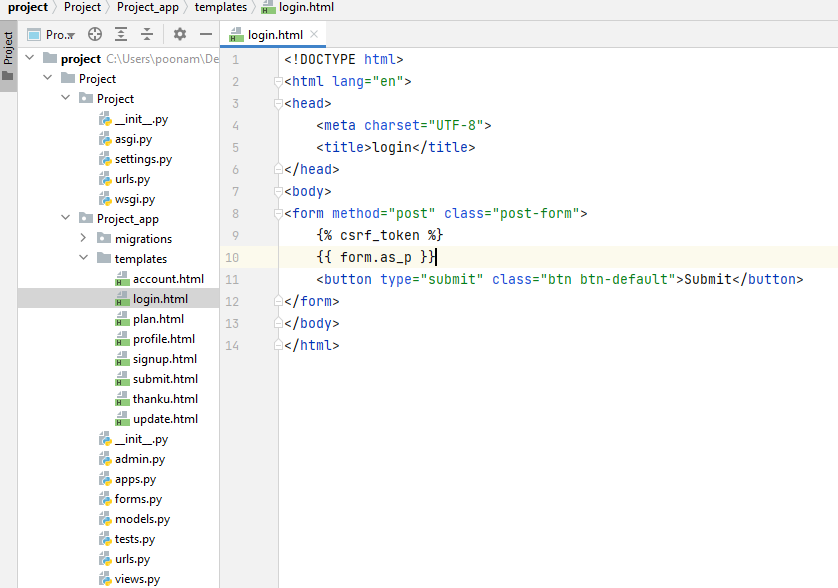 project Project Project_app templates login.html
Project
Pro...
login.html
project C:\Users\poonam\De
Project
Project
__init__.py
asgi.py
settings.py
urls.py
wsgi.py
Project_app
migrations
templates
account.html
login.html
plan.html
profile.html
signup.html
submit.html
thanku.html
update.html
__init__.py
admin.py
apps.py
forms.py
models.py
tests.py
urls.py
views.py
1 <!DOCTYPE html>
2 <html lang="en">
3 <head>
4     <meta charset="UTF-8">
5     <title>login</title>
6 </head>
7 <body>
8 <form method="post" class="post-form">
9     {% csrf_token %}
10     {{ form.as_p }}
11     <button type="submit" class="btn btn-default">Submit</button>
12 </form>
13 </body>
14 </html>